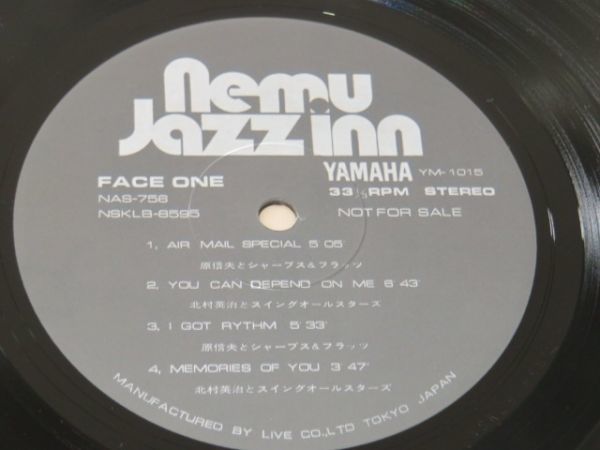 Nemu
Jazz inn
YAMAHA YM-1015
FACE ONE
33⅓ RPM STEREO
NAS-758
NSKLB-8595
NOT FOR SALE
1, AIR MAIL SPECIAL 5 05'
原信夫とシャープス&フラッツ
2, YOU CAN DEPEND ON ME 6 43'
北村英治とスイングオールスターズ
3, I GOT RYTHM 5'33'
原信夫とシャープス&フラッツ
4, MEMORIES OF YOU 3 47'
北村英治とスイングオールスターズ
MANUFACTURED BY LIVE CO.,LTD TOKYO JAPAN